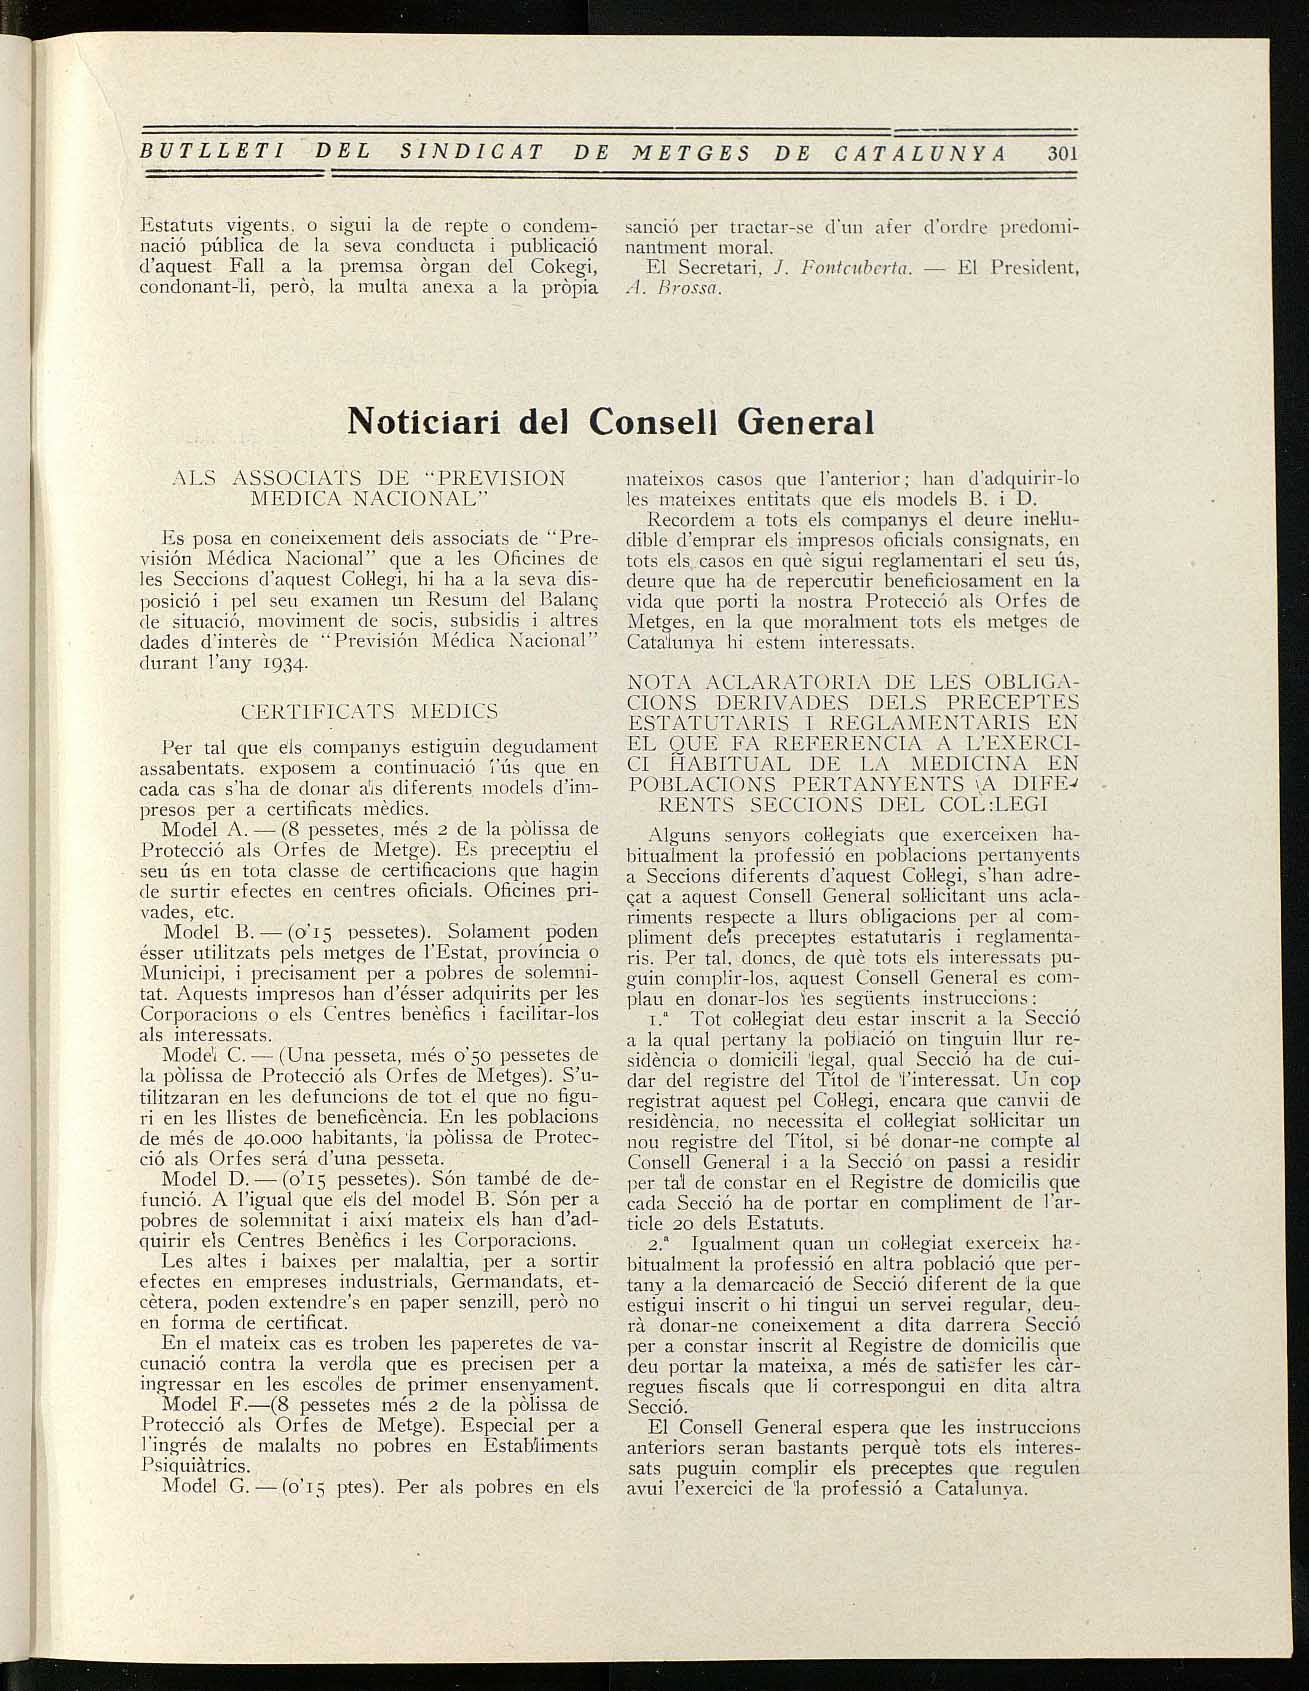 BUTLLETI DEL SINDICAT DE METGES DE CATALUNYA 301
Estatuts vigents, o sigui la de repte o condem-
nació pública de la seva conducta i publicació
d'aquest Fall a la premsa òrgan del Cokegi,
condonant-li, però, la multa anexa a la pròpia
sanció per tractar-se d'un afer d'ordre predomi-
nantment moral.
El Secretari, J. Fontcuberta. — El President,
A. Brossa.
Noticiari del Consell General
ALS ASSOCIATS DE "PREVISION
MEDICA NACIONAL"
Es posa en coneixement dels associats de "Pre-
visión Médica Nacional" que a les Oficines de
les Seccions d'aquest Col·legi, hi ha a la seva dis-
posició i pel seu examen un Resum del Balanç
de situació, moviment de socis, subsidis i altres
dades d'interès de "Previsión Médica Nacional"
durant l'any 1934.
CERTIFICATS MEDICS
Per tal que els companys estiguin degudament
assabentats. exposem a continuació l'ús que en
cada cas s'ha de donar als diferents models d'im-
presos per a certificats mèdics.
Model A. — (8 pessetes, més 2 de la pòlissa de
Protecció als Orfes de Metge). Es preceptiu el
seu ús en tota classe de certificacions que hagin
de surtir efectes en centres oficials. Oficines pri-
vades, etc.
Model B. — (0'15 pessetes). Solament poden
ésser utilitzats pels metges de l'Estat, província o
Municipi, i precisament per a pobres de solemni-
tat. Aquests impresos han d'ésser adquirits per les
Corporacions o els Centres benèfics i facilitar-los
als interessats.
Model C. — (Una pesseta, més 0'50 pessetes de
la pòlissa de Protecció als Orfes de Metges). S'u-
tilitzaran en les defuncions de tot el que no figu-
ri en les llistes de beneficència. En les poblacions
de més de 40.000 habitants, la pòlissa de Protec-
ció als Orfes será d'una pesseta.
Model D. — (0'15 pessetes). Són també de de-
funció. A l'igual que els del model B. Són per a
pobres de solemnitat i així mateix els han d'ad-
quirir els Centres Benèfics i les Corporacions.
Les altes i baixes per malaltia, per a sortir
efectes en empreses industrials, Germandats, et-
cètera, poden extendre's en paper senzill, però no
en forma de certificat.
En el mateix cas es troben les paperetes de va-
cunació contra la verola que es precisen per a
ingressar en les escoles de primer ensenyament.
Model F.—(8 pessetes més 2 de la pòlissa de
Protecció als Orfes de Metge). Especial per a
l'ingrés de malalts no pobres en Establiments
Psiquiàtrics.
Model G. — (0'15 ptes). Per als pobres en els
mateixos casos que l'anterior; han d'adquirir-lo
les mateixes entitats que els models B. i D.
Recordem a tots els companys el deure inel·lu-
dible d'emprar els impresos oficials consignats, en
tots els casos en què sigui reglamentari el seu ús,
deure que ha de repercutir beneficiosament en la
vida que porti la nostra Protecció als Orfes de
Metges, en la que moralment tots els metges de
Catalunya hi estem interessats.
NOTA ACLARATORIA DE LES OBLIGA-
CIONS DERIVADES DELS PRECEPTES
ESTATUTARIS I REGLAMENTARIS EN
EL QUE FA REFERENCIA A L'EXERCI-
CI HABITUAL DE LA MEDICINA EN
POBLACIONS PERTANYENTS A DIFE-
RENTS SECCIONS DEL COL:LEGI
Alguns senyors col·legiats que exerceixen ha-
bitualment la professió en poblacions pertanyents
a Seccions diferents d'aquest Col·legi, s'han adre-
çat a aquest Consell General sol·licitant uns acla-
riments respecte a llurs obligacions per al com-
pliment dels preceptes estatutaris i reglamenta-
ris. Per tal, doncs, de què tots els interessats pu-
guin complir-los, aquest Consell General es com-
plau en donar-los les següents instruccions:
1.ª Tot col·legiat deu estar inscrit a la Secció
a la qual pertany la població on tinguin llur re-
sidència o domicili legal, qual Secció ha de cui-
dar del registre del Títol de l'interessat. Un cop
registrat aquest pel Col·legi, encara que canvii de
residència, no necessita el col·legiat sol·licitar un
nou registre del Títol, si bé donar-ne compte al
Consell General i a la Secció on passi a residir
per tal de constar en el Registre de domicilis que
cada Secció ha de portar en compliment de l'ar-
ticle 20 dels Estatuts.
2.ª Igualment quan un col·legiat exerceix ha-
bitualment la professió en altra població que per-
tany a la demarcació de Secció diferent de la que
estigui inscrit o hi tingui un servei regular, deu-
rà donar-ne coneixement a dita darrera Secció
per a constar inscrit al Registre de domicilis que
deu portar la mateixa, a més de satisfer les càr-
regues fiscals que li correspongui en dita altra
Secció.
El Consell General espera que les instruccions
anteriors seran bastants perquè tots els interes-
sats puguin complir els preceptes que regulen
avui l'exercici de la professió a Catalunya.